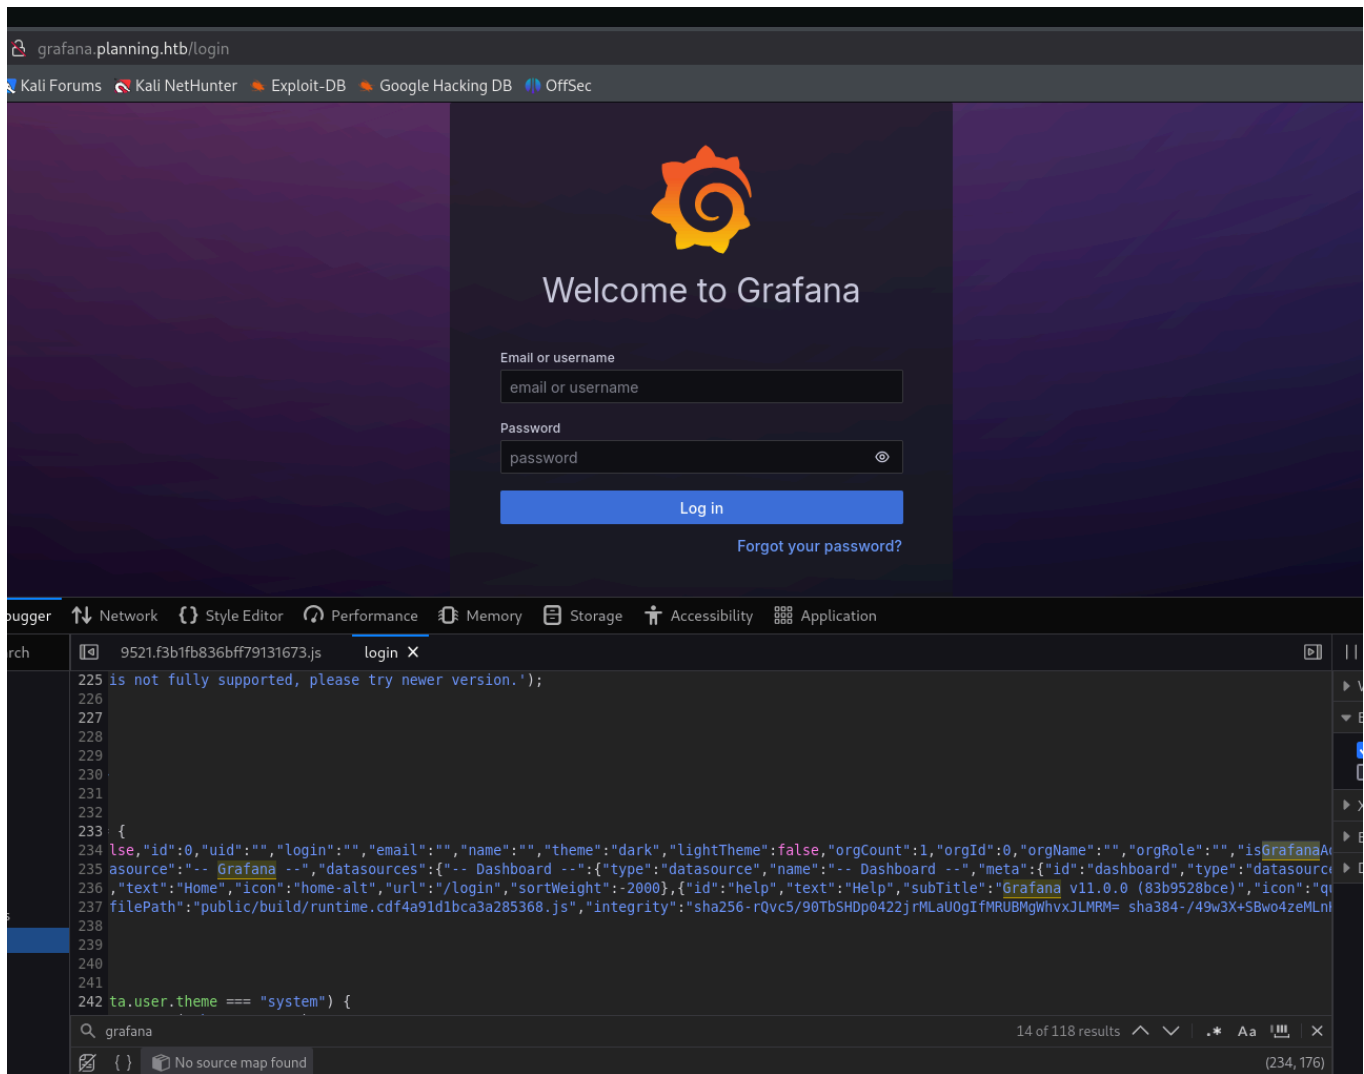 grafana.planning.htb/login
Kali Forums Kali NetHunter Exploit-DB Google Hacking DB OffSec
Welcome to Grafana
Email or username
email or username
Password
password
Log in
Forgot your password?
bugger Network Style Editor Performance Memory Storage Accessibility Application
rch 9521.f3b1fb836bff79131673.js login
225 is not fully supported, please try newer version.');
226
227
228
229
230
231
232
233 {
234 lse,"id":0,"uid":"","login":"","email":"","name":"","theme":"dark","lightTheme":false,"orgCount":1,"orgId":0,"orgName":"","orgRole":"","isGrafanaAd
235 asource":"-- Grafana --","datasources":{"-- Dashboard --":{"type":"datasource","name":"-- Dashboard --","meta":{"id":"dashboard","type":"datasource
236 ,"text":"Home","icon":"home-alt","url":"/login","sortWeight":-2000},{"id":"help","text":"Help","subTitle":"Grafana v11.0.0 (83b9528bce)","icon":"qu
237 filePath":"public/build/runtime.cdf4a91d1bca3a285368.js","integrity":"sha256-rQvc5/90TbSHDp0422jrMLaUOgIfMRUBMgWhvxJLMRM= sha384-/49w3X+SBwo4zeMLn
238
239
240
241
242 ta.user.theme === "system") {
grafana 14 of 118 results .* Aa
{ } No source map found (234, 176)